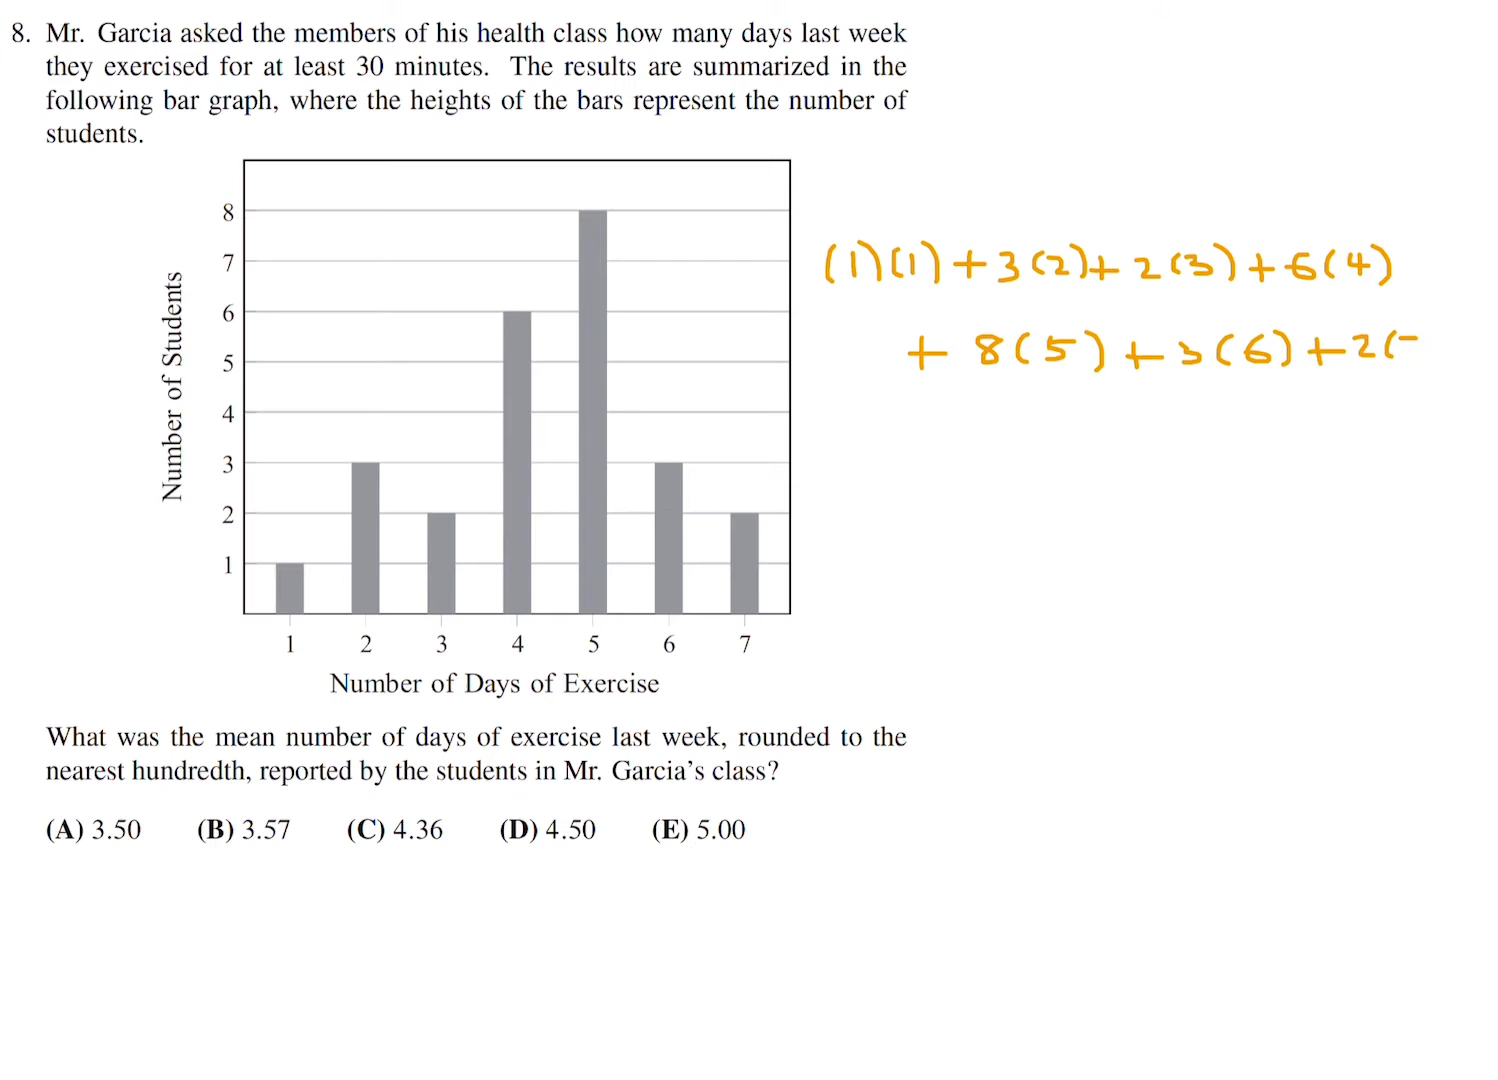 8. Mr. Garcia asked the members of his health class how many days last week
they exercised for at least 30 minutes. The results are summarized in the
following bar graph, where the heights of the bars represent the number of
students.
8
7
6
5
4
3
2
1
Number of Students
1 2 3 4 5 6 7
Number of Days of Exercise
(1)(1)+3(2)+2(3)+6(4)
+ 8(5)+3(6)+2(
What was the mean number of days of exercise last week, rounded to the
nearest hundredth, reported by the students in Mr. Garcia's class?
(A) 3.50 (B) 3.57 (C) 4.36 (D) 4.50 (E) 5.00